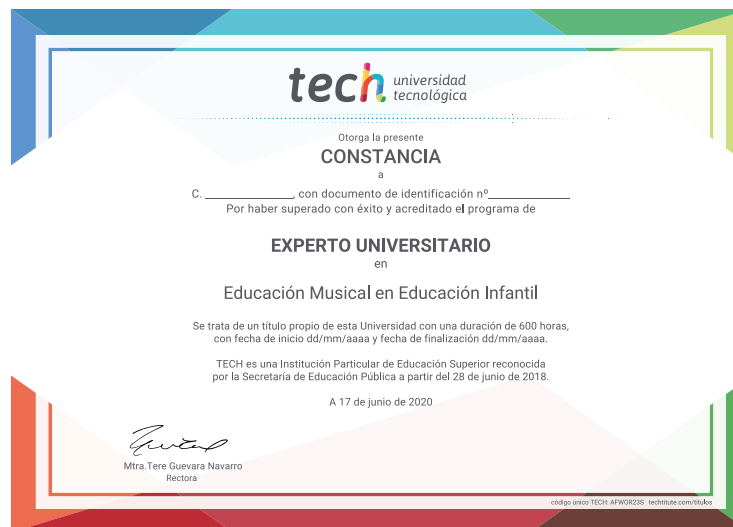 tech universidad
tecnológica
Otorga la presente
CONSTANCIA
a
C. ______________, con documento de identificación nº_____________
Por haber superado con éxito y acreditado el programa de
EXPERTO UNIVERSITARIO
en
Educación Musical en Educación Infantil
Se trata de un título propio de esta Universidad con una duración de 600 horas,
con fecha de inicio dd/mm/aaaa y fecha de finalización dd/mm/aaaa.
TECH es una Institución Particular de Educación Superior reconocida
por la Secretaría de Educación Pública a partir del 28 de junio de 2018.
A 17 de junio de 2020
Mtra.Tere Guevara Navarro
Rectora
código único TECH: AFWOR23S techtitute.com/titulos